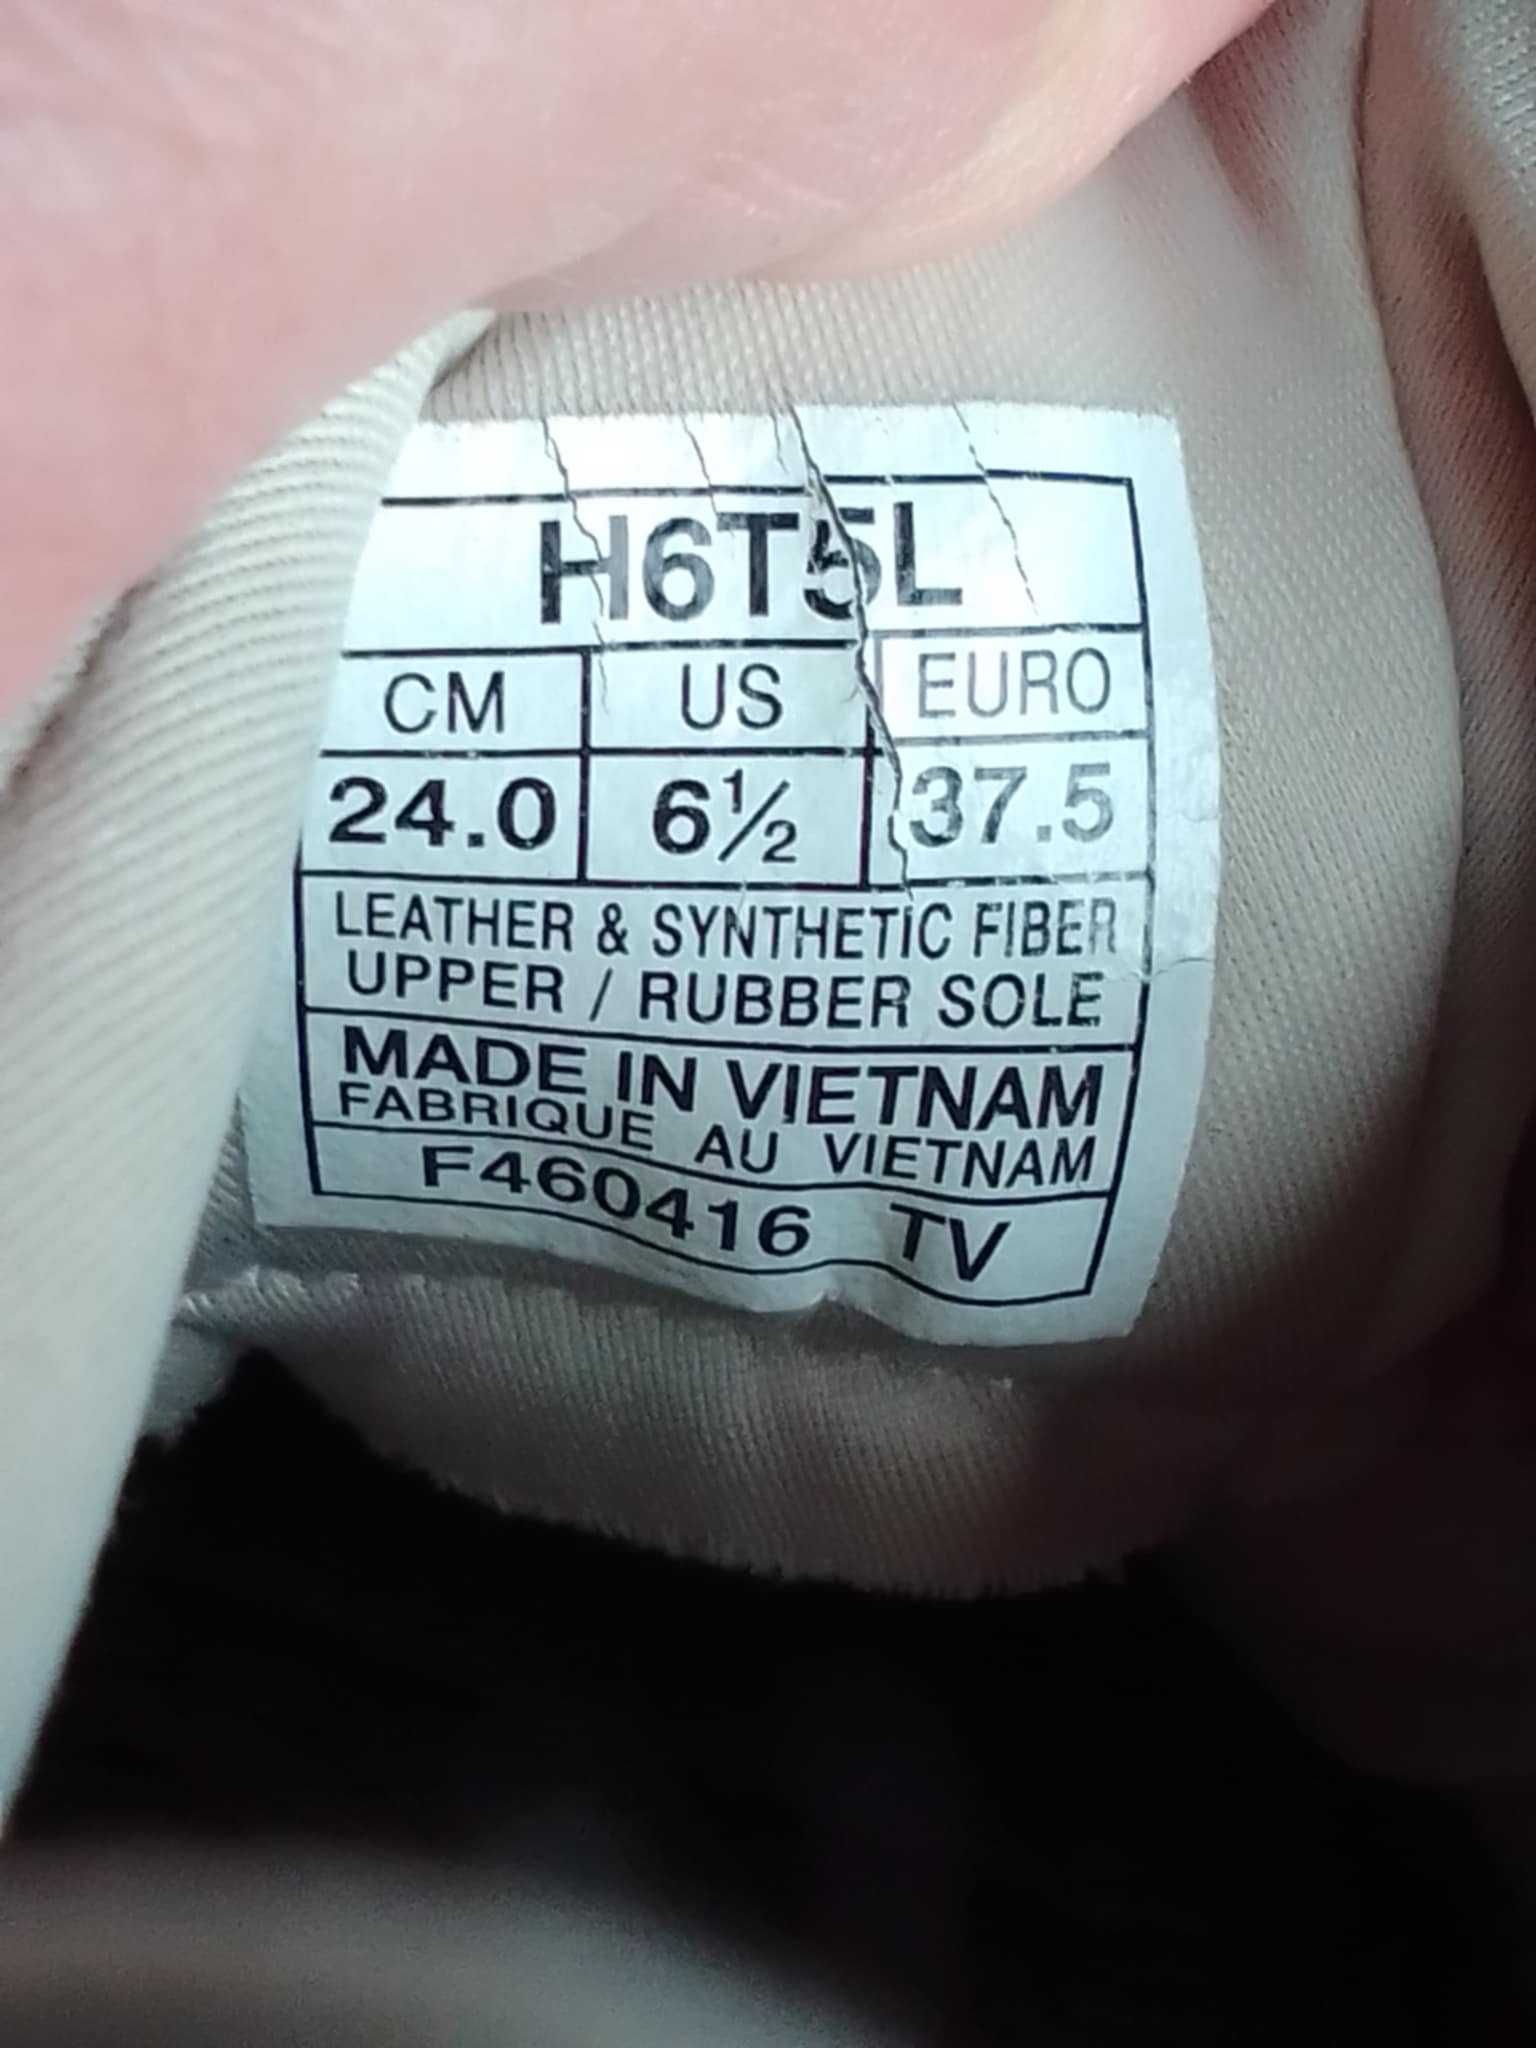 H6T5L
CM US EURO
24.0 6½ 37.5
LEATHER & SYNTHETIC FIBER
UPPER / RUBBER SOLE
MADE IN VIETNAM
FABRIQUE AU VIETNAM
F460416 TV